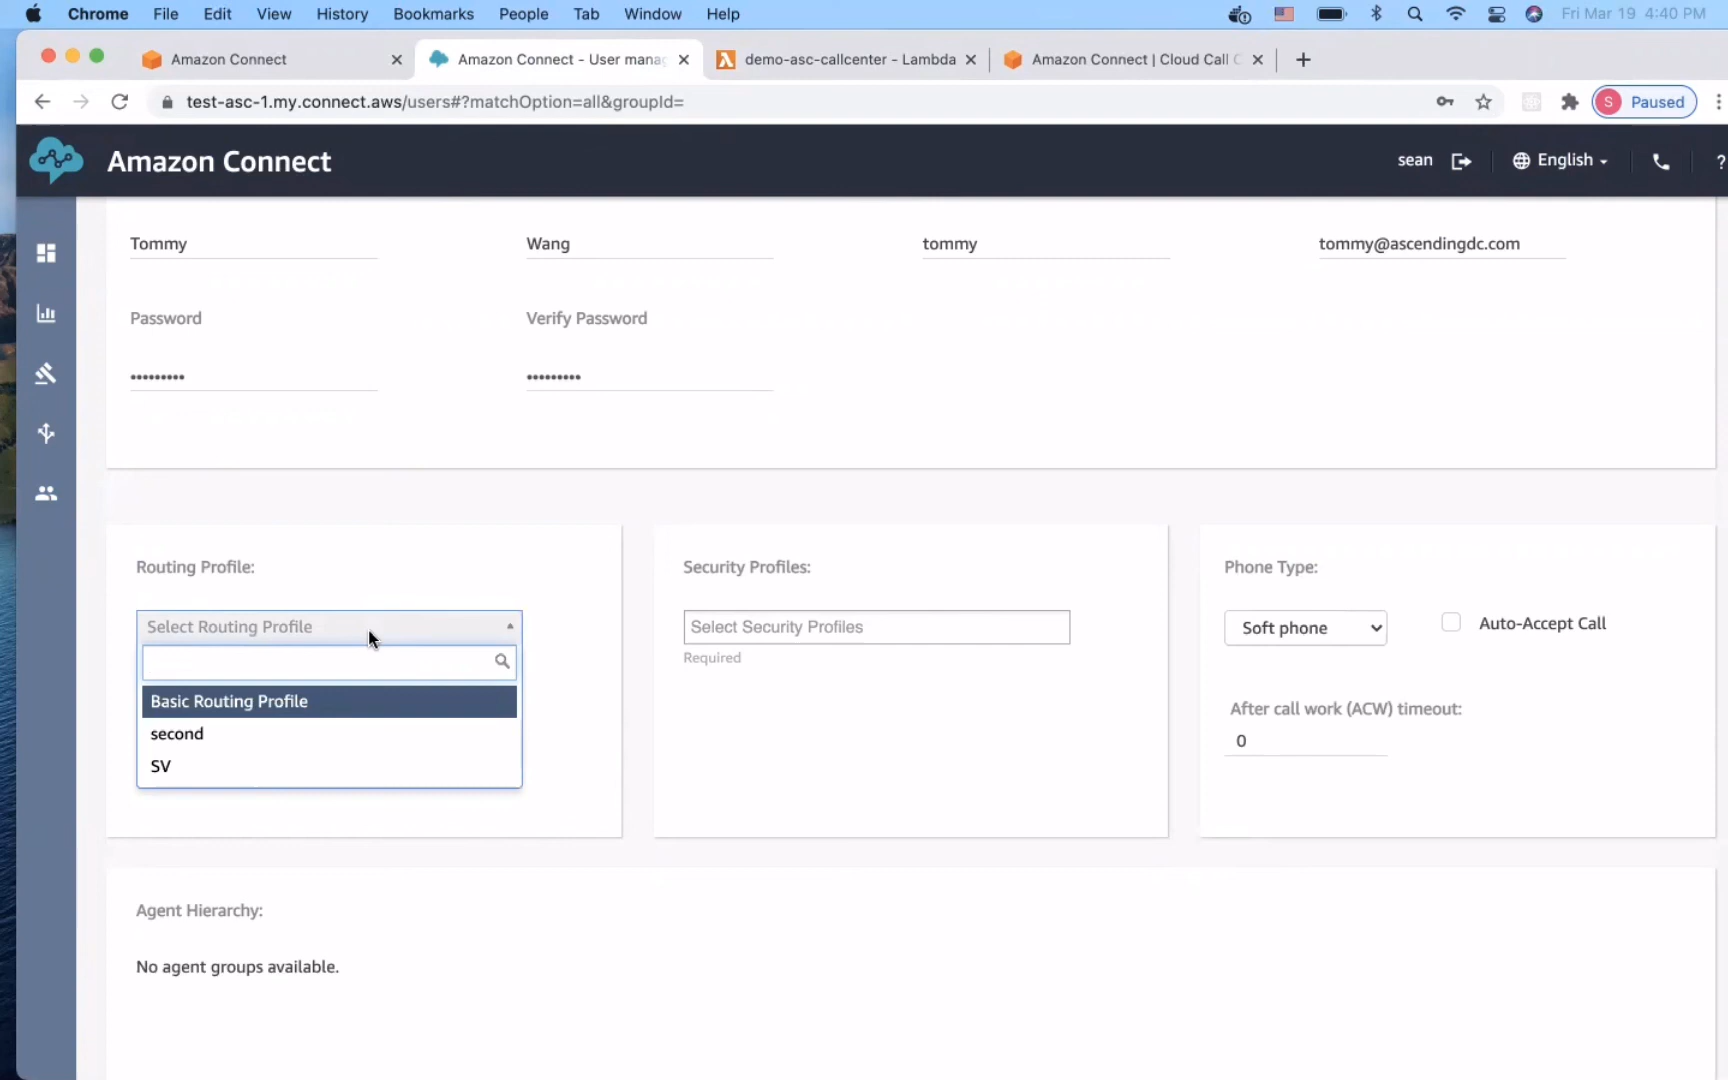 Chrome File Edit View History Bookmarks People Tab Window Help Fri Mar 19 4:40 PM
Amazon Connect Amazon Connect - User mana demo-asc-callcenter - Lambda Amazon Connect | Cloud Call C
test-asc-1.my.connect.aws/users#?matchOption=all&groupId= S Paused
Amazon Connect sean English ?
Tommy Wang tommy tommy@ascendingdc.com
Password Verify Password
••••••••• •••••••••
Routing Profile: Security Profiles: Phone Type:
Select Routing Profile Select Security Profiles Soft phone Auto-Accept Call
Required
Basic Routing Profile After call work (ACW) timeout:
second 0
SV
Agent Hierarchy:
No agent groups available.